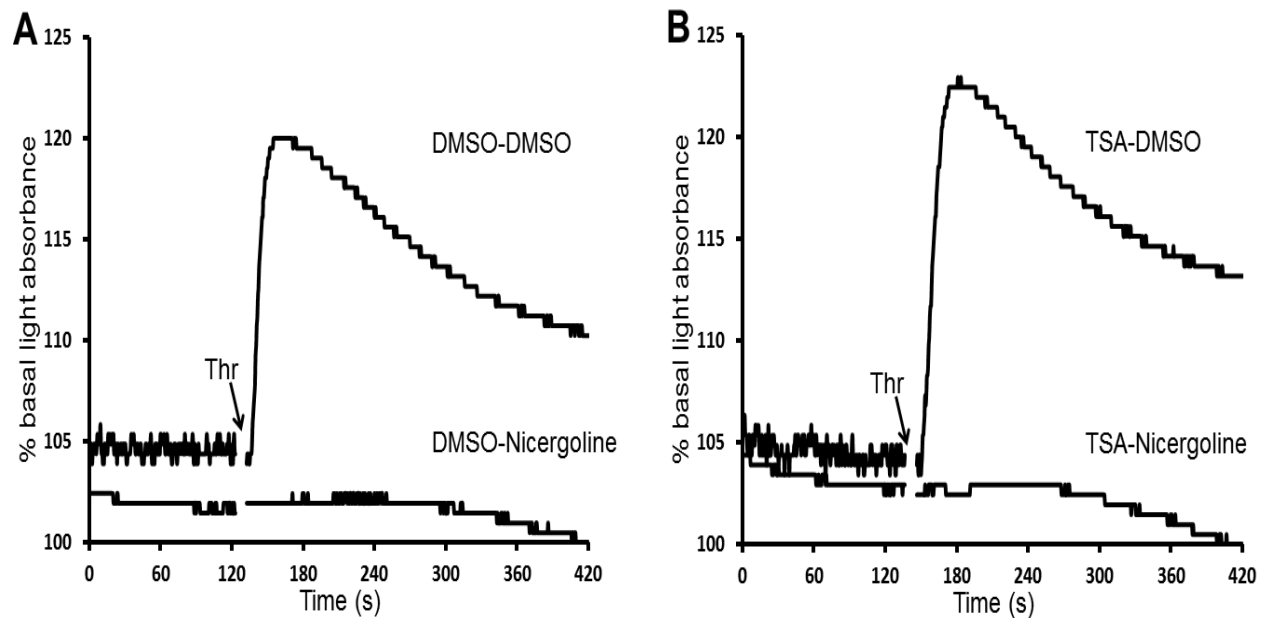 A
% basal light absorbance
125
120
115
110
105
100
DMSO-DMSO
Thr
DMSO-Nicergoline
0 60 120 180 240 300 360 420
Time (s)
B
% basal light absorbance
125
120
115
110
105
100
TSA-DMSO
Thr
TSA-Nicergoline
0 60 120 180 240 300 360 420
Time (s)